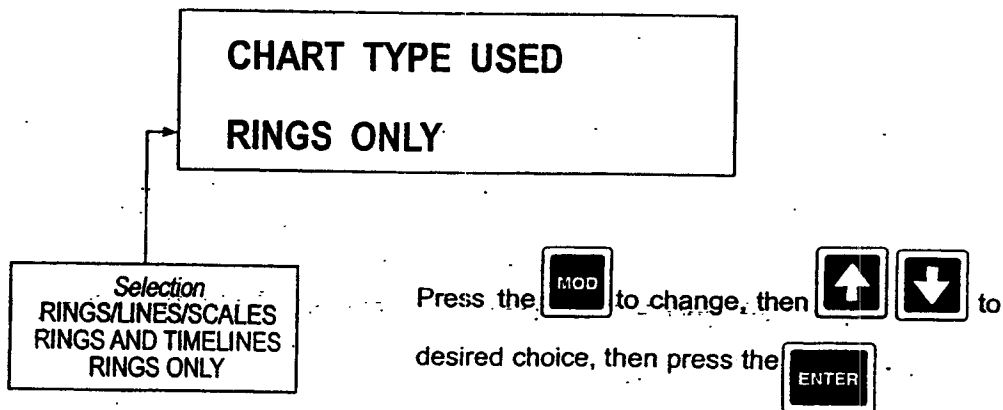 CHART TYPE USED
RINGS ONLY
Selection
RINGS/LINES/SCALES
RINGS AND TIMELINES
RINGS ONLY
Press the MOD to change, then to
desired choice, then press the ENTER